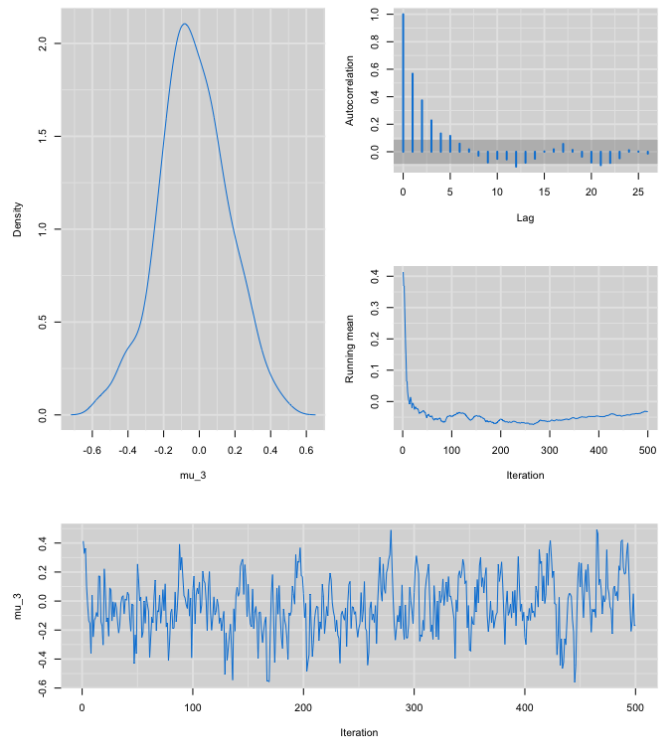 Density
0.0 0.5 1.0 1.5 2.0
-0.6 -0.4 -0.2 0.0 0.2 0.4 0.6
mu_3
Autocorrelation
0.0 0.2 0.4 0.6 0.8 1.0
0 5 10 15 20 25
Lag
Running mean
0.0 0.1 0.2 0.3 0.4
0 100 200 300 400 500
Iteration
mu_3
-0.6 -0.4 -0.2 0.0 0.2 0.4
0 100 200 300 400 500
Iteration